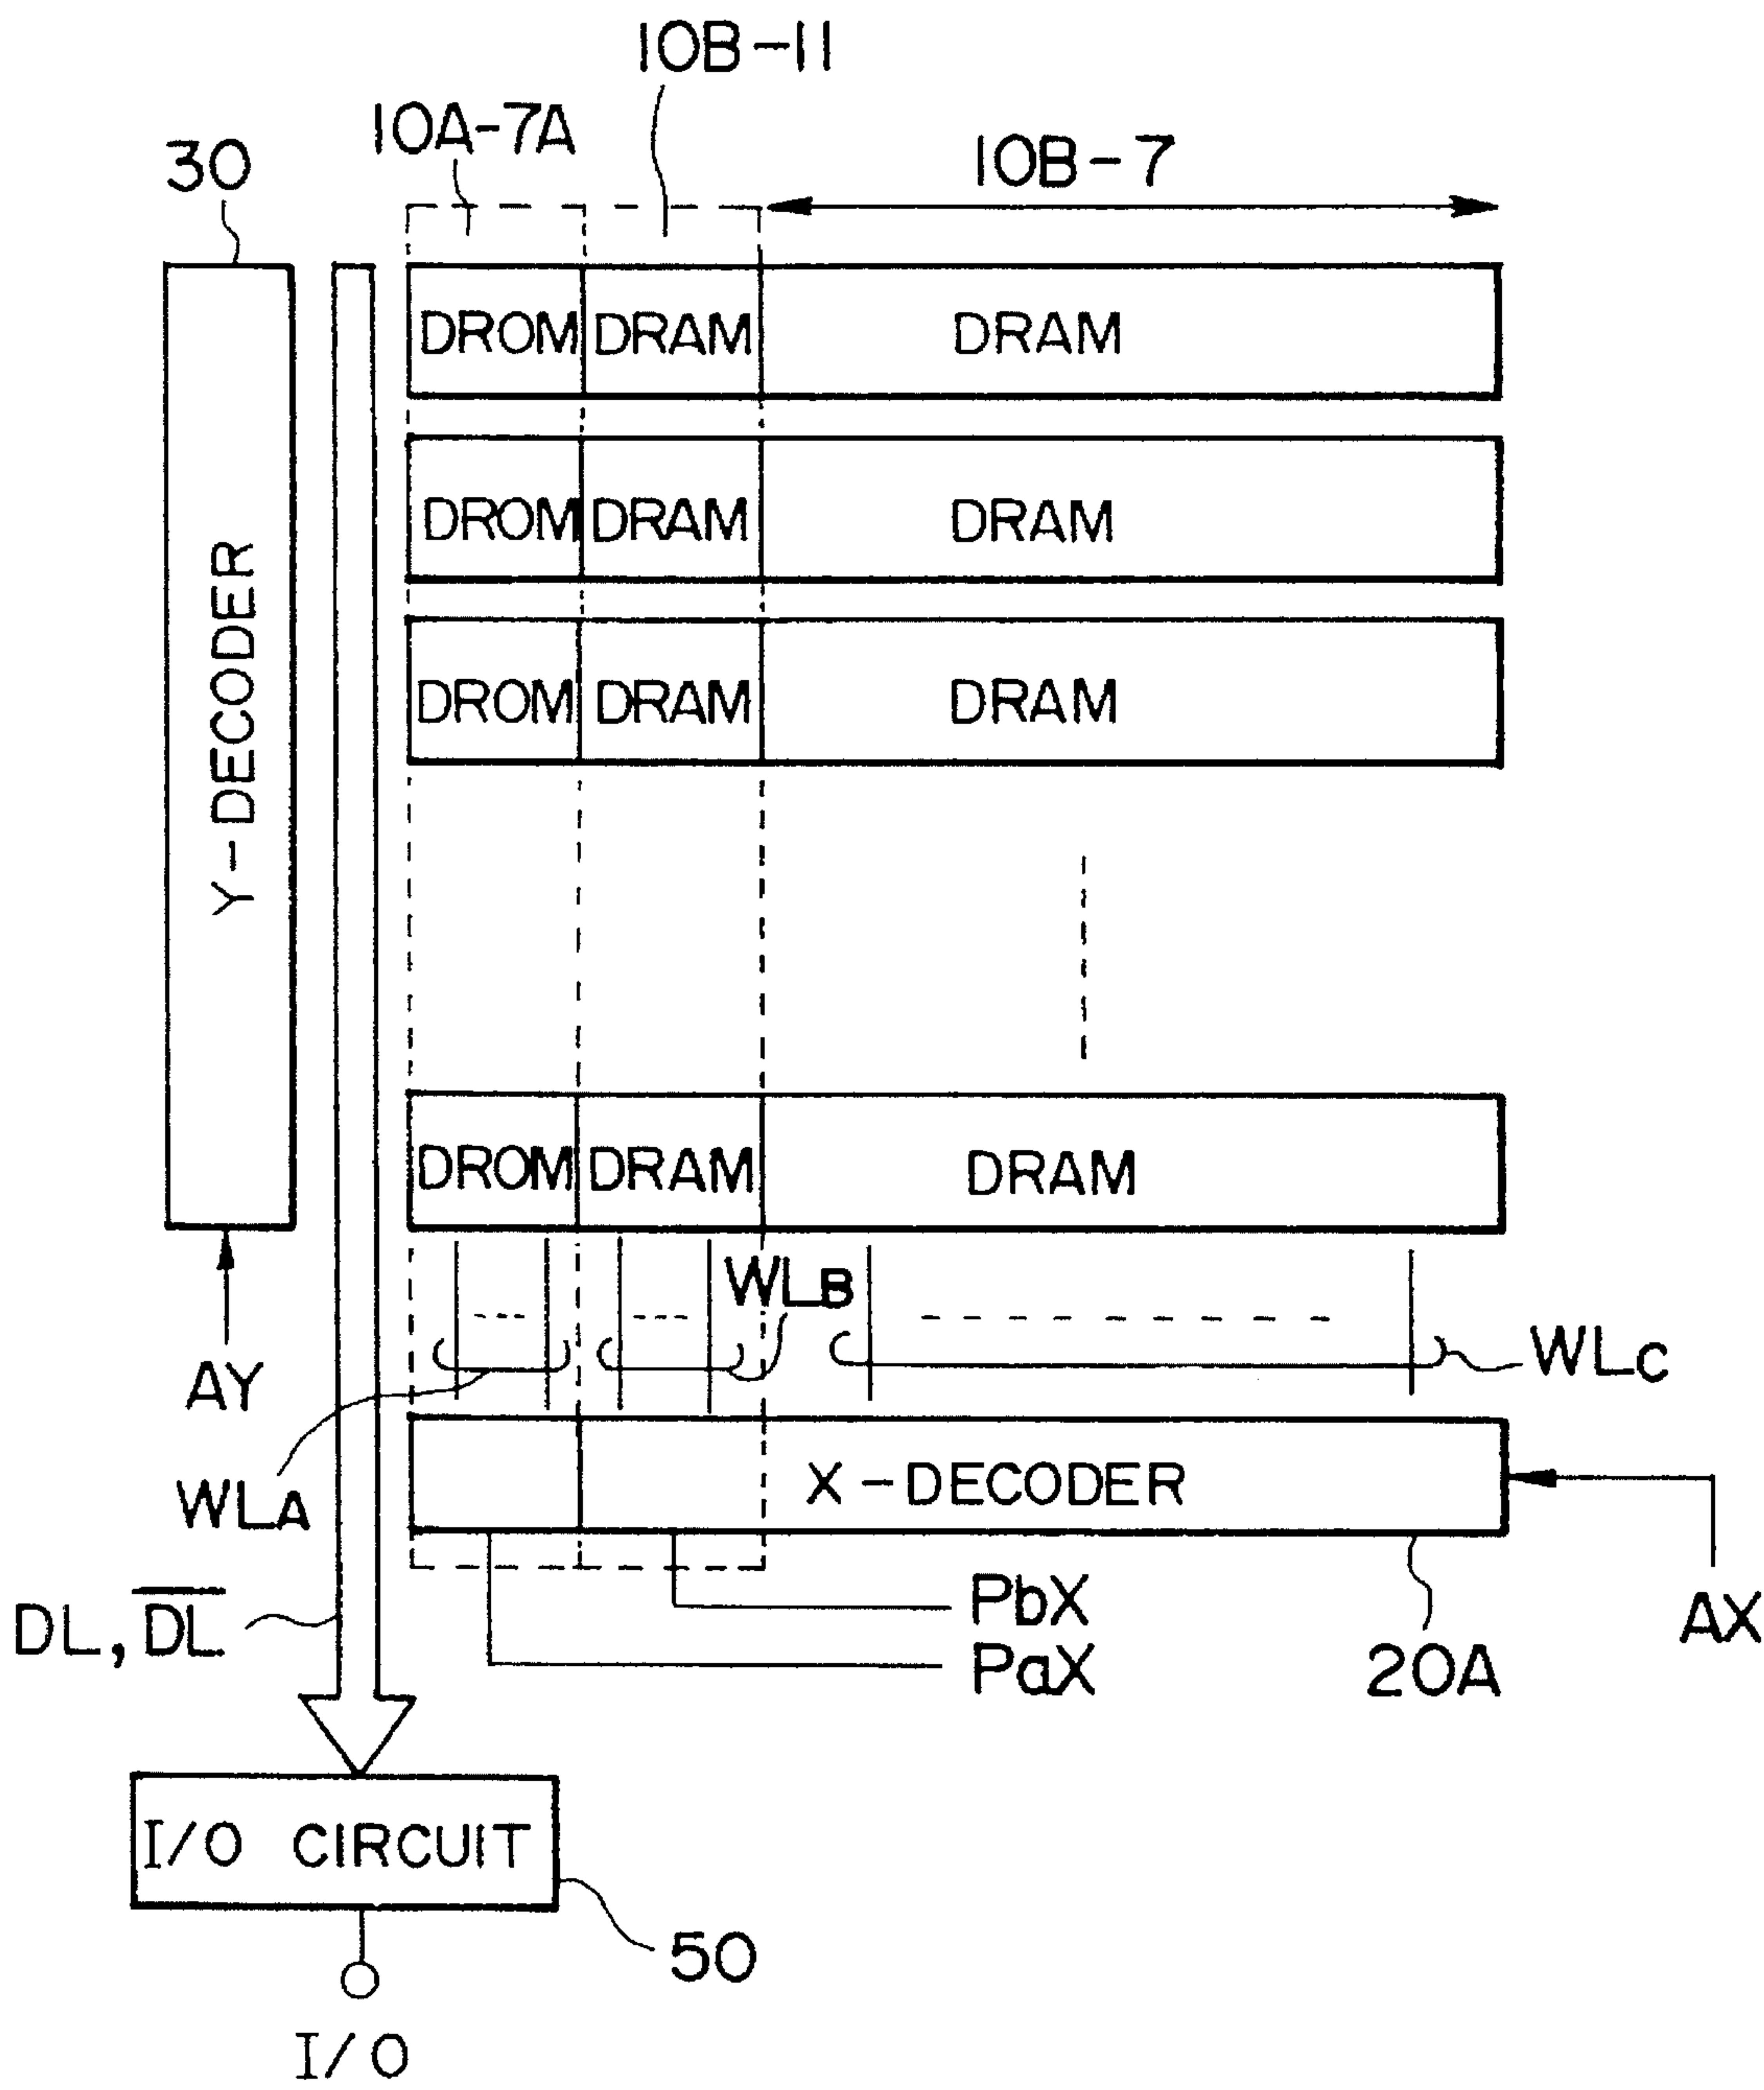 10B-11
10A-7A
30
10B-7
DROM DRAM DRAM
DROM DRAM DRAM
DROM DRAM DRAM
Y-DECODER
DROM DRAM DRAM
WLB
WLC
AY
X-DECODER
WLA
PbX
DL, D̅L̅
AX
PaX
20A
I/O CIRCUIT
50
I/O